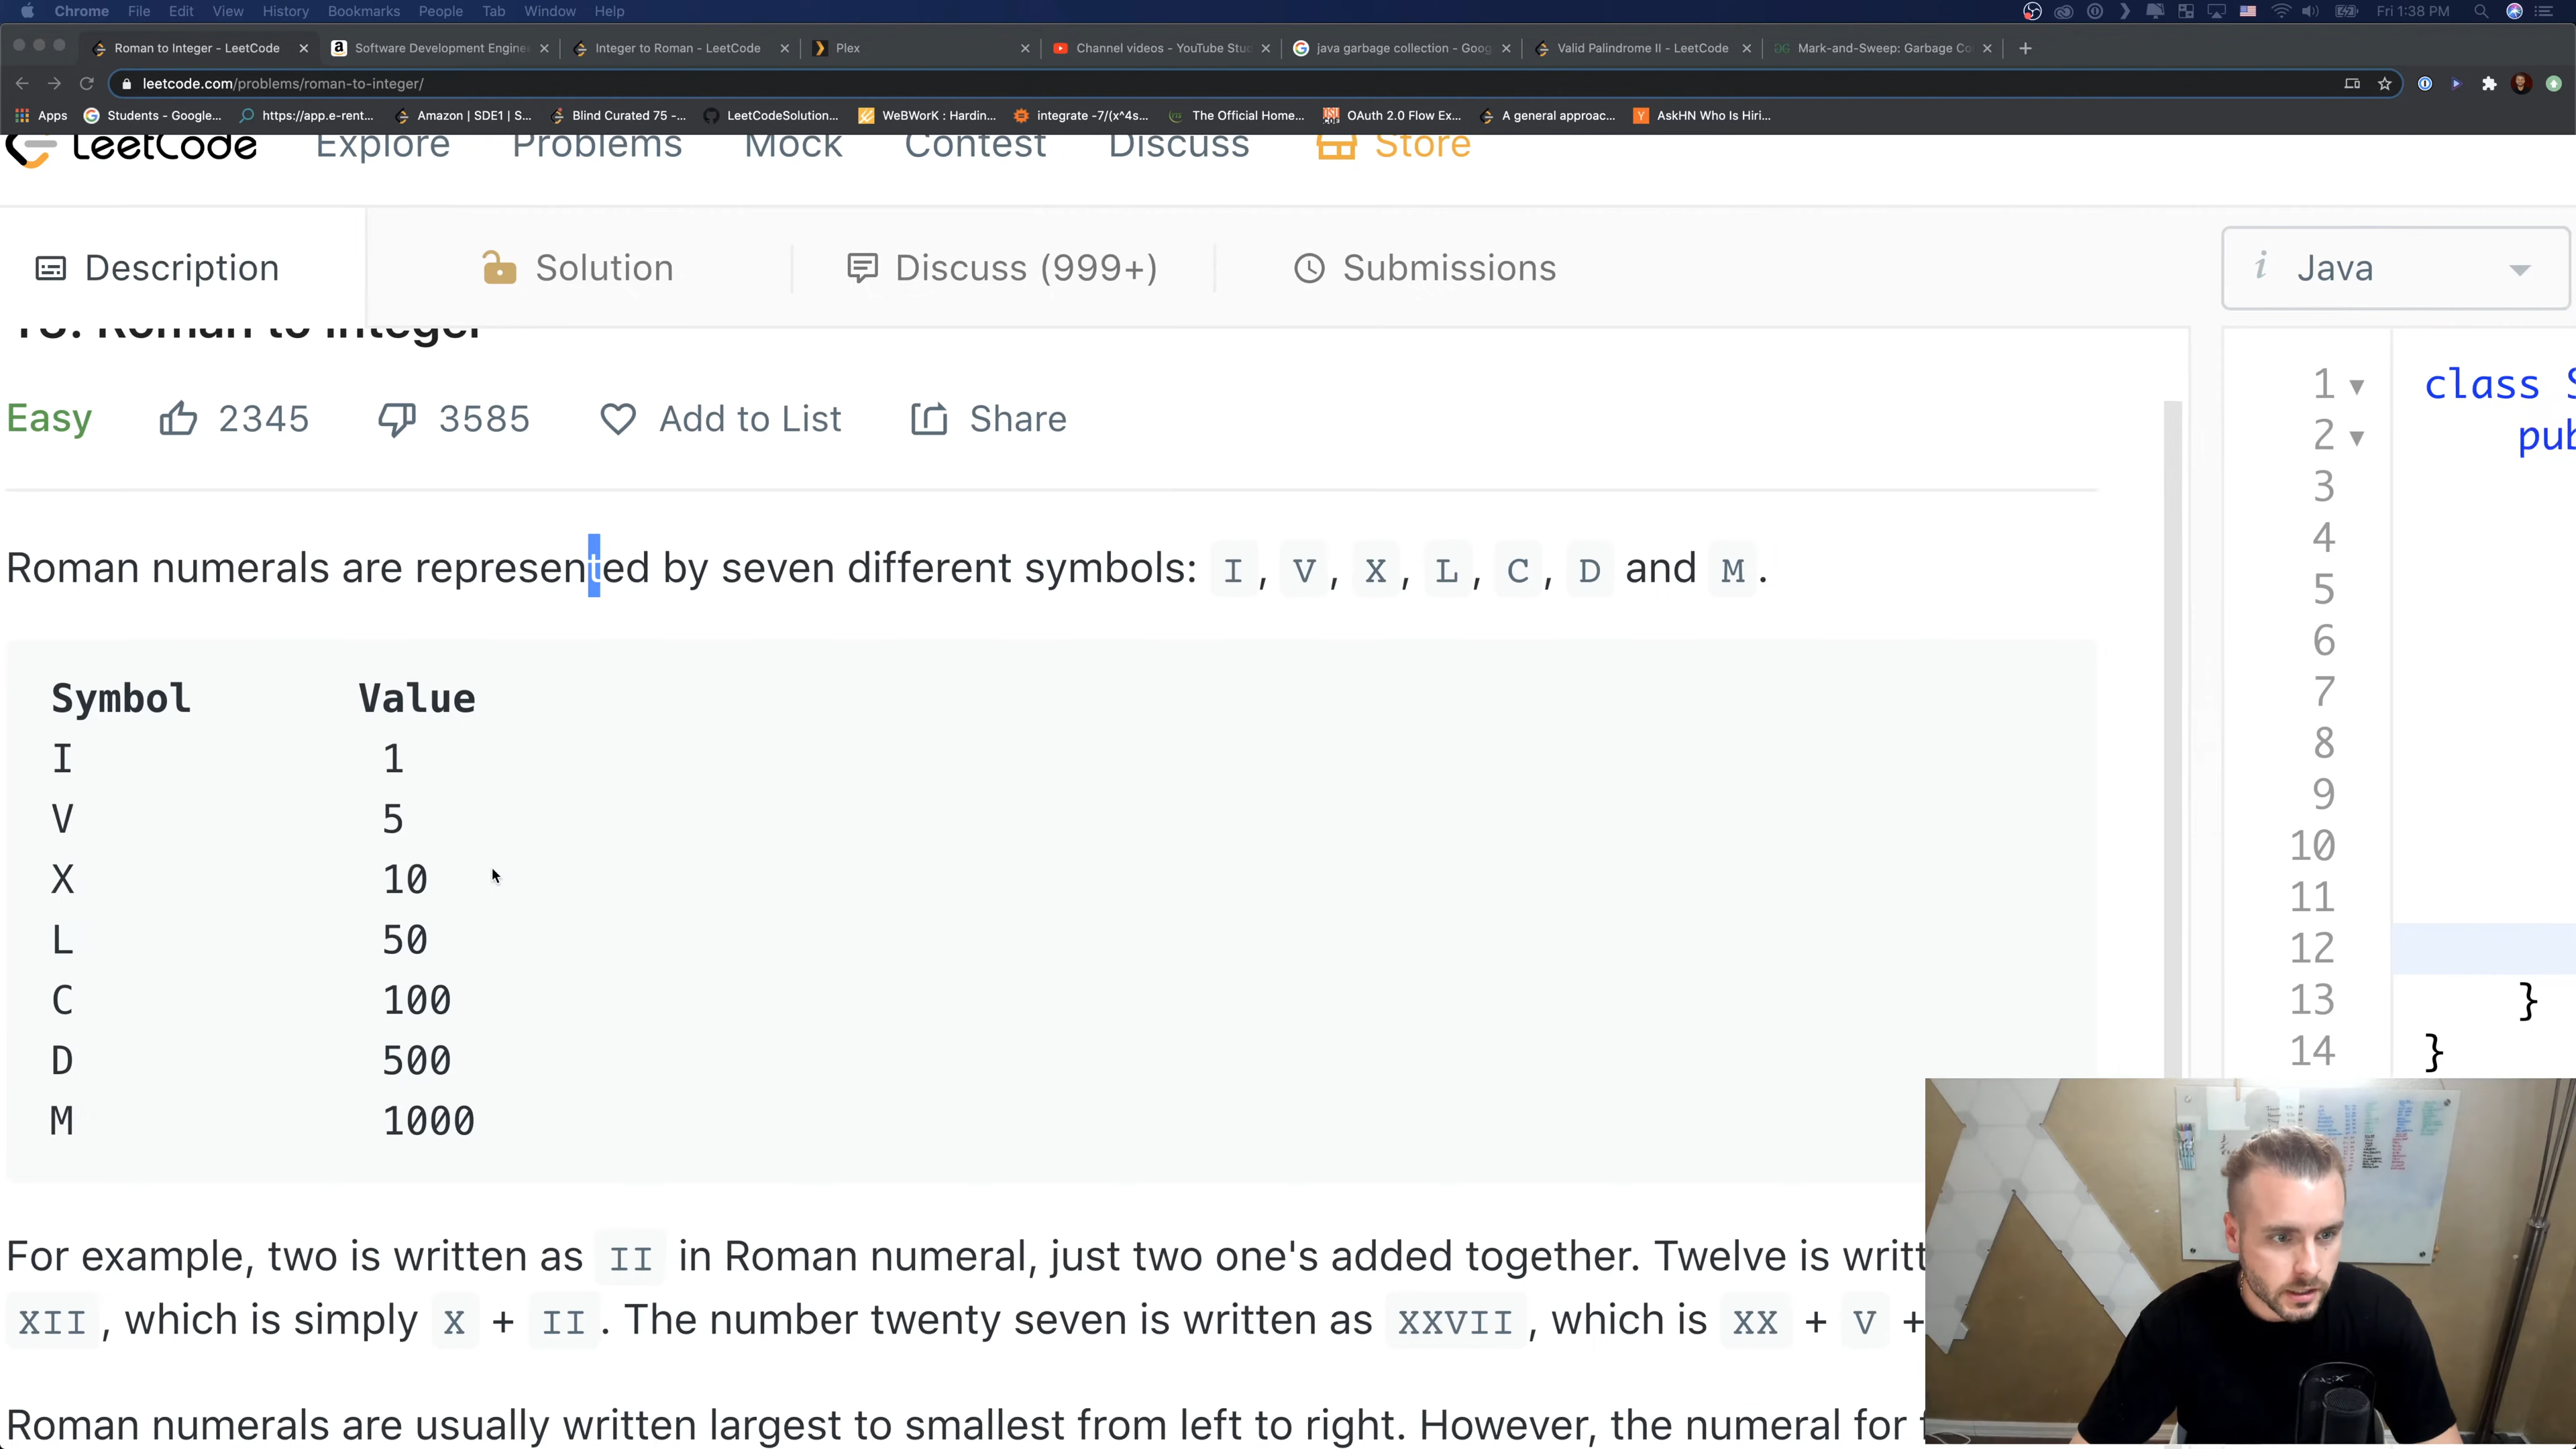 Chrome File Edit View History Bookmarks People Tab Window Help Fri 1:38 PM
Roman to Integer - LeetCode Software Development Engine Integer to Roman - LeetCode Plex Channel videos - YouTube Stu java garbage collection - Goog Valid Palindrome II - LeetCode Mark-and-Sweep: Garbage Co
leetcode.com/problems/roman-to-integer/
Apps Students - Google... https://app.e-rent... Amazon | SDE1 | S... Blind Curated 75 -... LeetCodeSolution... WeBWorK : Hardin... integrate -7/(x^4s... The Official Home... OAuth 2.0 Flow Ex... A general approac... AskHN Who Is Hiri...
LeetCode Explore Problems Mock Contest Discuss Store
Description Solution Discuss (999+) Submissions i Java
13. Roman to Integer
Easy 2345 3585 Add to List Share
Roman numerals are represented by seven different symbols: I, V, X, L, C, D and M.
Symbol Value
I 1
V 5
X 10
L 50
C 100
D 500
M 1000
For example, two is written as II in Roman numeral, just two one's added together. Twelve is writt
XII, which is simply X + II. The number twenty seven is written as XXVII, which is XX + V +
Roman numerals are usually written largest to smallest from left to right. However, the numeral for
1 class S
2 pub
3
4
5
6
7
8
9
10
11
12
13 }
14 }